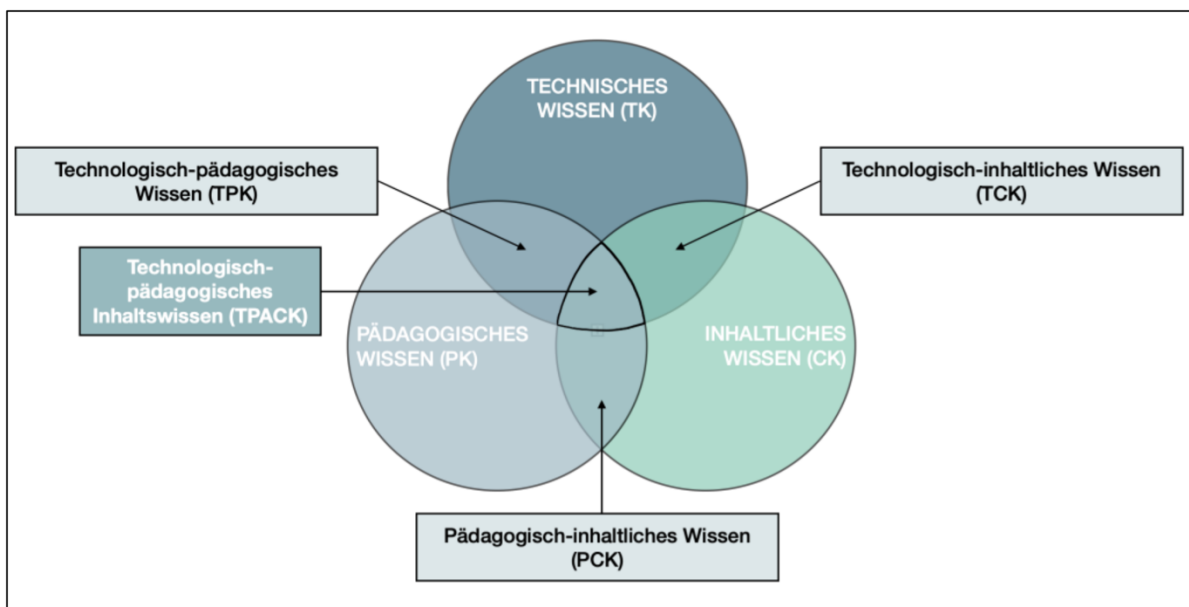 TECHNISCHES
WISSEN (TK)
Technologisch-pädagogisches
Wissen (TPK)
Technologisch-inhaltliches Wissen
(TCK)
Technologisch-
pädagogisches
Inhaltswissen (TPACK)
PÄDAGOGISCHES
WISSEN (PK)
INHALTLICHES
WISSEN (CK)
Pädagogisch-inhaltliches Wissen
(PCK)